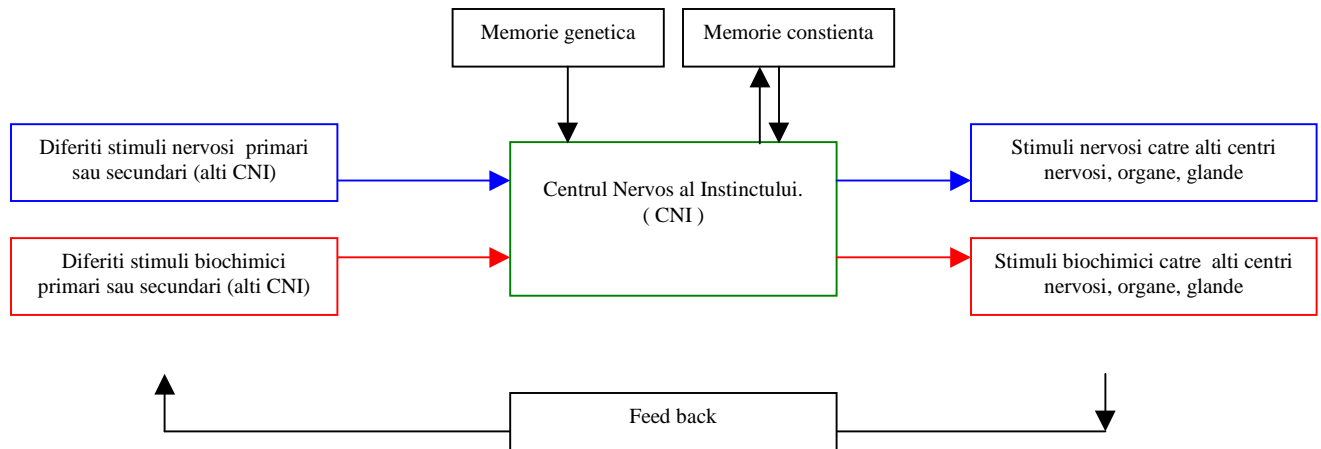 Memorie genetica
Memorie constienta
Diferiti stimuli nervosi primari
sau secundari (alti CNI)
Centrul Nervos al Instinctului.
( CNI )
Stimuli nervosi catre alti centri
nervosi, organe, glande
Diferiti stimuli biochimici
primari sau secundari (alti CNI)
Stimuli biochimici catre alti centri
nervosi, organe, glande
Feed back